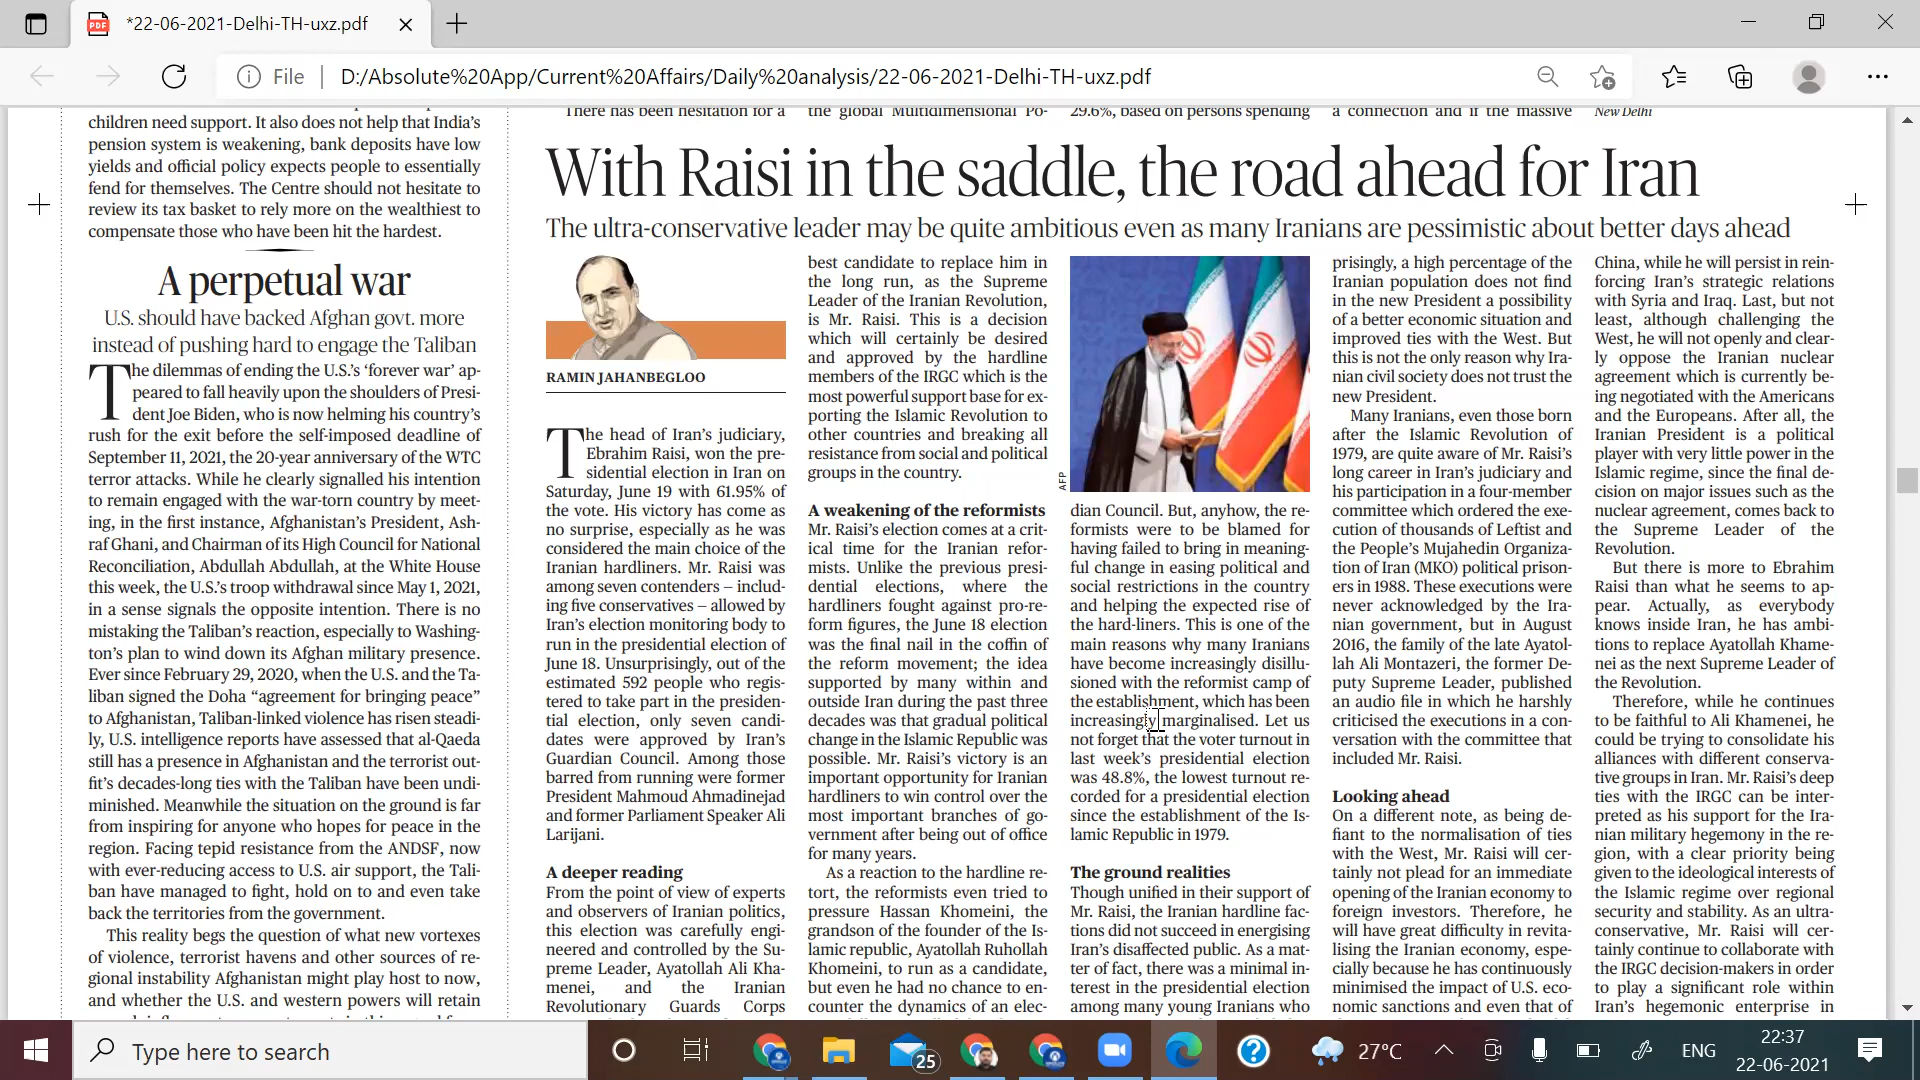 *22-06-2021-Delhi-TH-uxz.pdf
File
D:/Absolute%20App/Current%20Affairs/Daily%20analysis/22-06-2021-Delhi-TH-uxz.pdf
children need support. It also does not help that India's
pension system is weakening, bank deposits have low
yields and official policy expects people to essentially
fend for themselves. The Centre should not hesitate to
review its tax basket to rely more on the wealthiest to
compensate those who have been hit the hardest.
A perpetual war
U.S. should have backed Afghan govt. more
instead of pushing hard to engage the Taliban
The dilemmas of ending the U.S.'s 'forever war' ap-
peared to fall heavily upon the shoulders of Presi-
dent Joe Biden, who is now helming his country's
rush for the exit before the self-imposed deadline of
September 11, 2021, the 20-year anniversary of the WTC
terror attacks. While he clearly signalled his intention
to remain engaged with the war-torn country by meet-
ing, in the first instance, Afghanistan's President, Ash-
raf Ghani, and Chairman of its High Council for National
Reconciliation, Abdullah Abdullah, at the White House
this week, the U.S.'s troop withdrawal since May 1, 2021,
in a sense signals the opposite intention. There is no
mistaking the Taliban's reaction, especially to Washing-
ton's plan to wind down its Afghan military presence.
Ever since February 29, 2020, when the U.S. and the Ta-
liban signed the Doha “agreement for bringing peace”
to Afghanistan, Taliban-linked violence has risen steadi-
ly, U.S. intelligence reports have assessed that al-Qaeda
still has a presence in Afghanistan and the terrorist out-
fit's decades-long ties with the Taliban have been undi-
minished. Meanwhile the situation on the ground is far
from inspiring for anyone who hopes for peace in the
region. Facing tepid resistance from the ANDSF, now
with ever-reducing access to U.S. air support, the Tali-
ban have managed to fight, hold on to and even take
back the territories from the government.
This reality begs the question of what new vortexes
of violence, terrorist havens and other sources of re-
gional instability Afghanistan might play host to now,
and whether the U.S. and western powers will retain
There has been hesitation for a
the global Multidimensional Po-
29.6%, based on persons spending
a connection and if the massive
New Delhi
With Raisi in the saddle, the road ahead for Iran
The ultra-conservative leader may be quite ambitious even as many Iranians are pessimistic about better days ahead
RAMIN JAHANBEGLOO
The head of Iran's judiciary,
Ebrahim Raisi, won the pre-
sidential election in Iran on
Saturday, June 19 with 61.95% of
the vote. His victory has come as
no surprise, especially as he was
considered the main choice of the
Iranian hardliners. Mr. Raisi was
among seven contenders – includ-
ing five conservatives – allowed by
Iran's election monitoring body to
run in the presidential election of
June 18. Unsurprisingly, out of the
estimated 592 people who regis-
tered to take part in the presiden-
tial election, only seven candi-
dates were approved by Iran's
Guardian Council. Among those
barred from running were former
President Mahmoud Ahmadinejad
and former Parliament Speaker Ali
Larijani.
A deeper reading
From the point of view of experts
and observers of Iranian politics,
this election was carefully engi-
neered and controlled by the Su-
preme Leader, Ayatollah Ali Kha-
menei, and the Iranian
Revolutionary Guards Corps
best candidate to replace him in
the long run, as the Supreme
Leader of the Iranian Revolution,
is Mr. Raisi. This is a decision
which will certainly be desired
and approved by the hardline
members of the IRGC which is the
most powerful support base for ex-
porting the Islamic Revolution to
other countries and breaking all
resistance from social and political
groups in the country.
A weakening of the reformists
Mr. Raisi's election comes at a crit-
ical time for the Iranian refor-
mists. Unlike the previous presi-
dential elections, where the
hardliners fought against pro-re-
form figures, the June 18 election
was the final nail in the coffin of
the reform movement; the idea
supported by many within and
outside Iran during the past three
decades was that gradual political
change in the Islamic Republic was
possible. Mr. Raisi's victory is an
important opportunity for Iranian
hardliners to win control over the
most important branches of go-
vernment after being out of office
for many years.
As a reaction to the hardline re-
tort, the reformists even tried to
pressure Hassan Khomeini, the
grandson of the founder of the Is-
lamic republic, Ayatollah Ruhollah
Khomeini, to run as a candidate,
but even he had no chance to en-
counter the dynamics of an elec-
AFP
dian Council. But, anyhow, the re-
formists were to be blamed for
having failed to bring in meaning-
ful change in easing political and
social restrictions in the country
and helping the expected rise of
the hard-liners. This is one of the
main reasons why many Iranians
have become increasingly disillu-
sioned with the reformist camp of
the establishment, which has been
increasingly marginalised. Let us
not forget that the voter turnout in
last week's presidential election
was 48.8%, the lowest turnout re-
corded for a presidential election
since the establishment of the Is-
lamic Republic in 1979.
The ground realities
Though unified in their support of
Mr. Raisi, the Iranian hardline fac-
tions did not succeed in energising
Iran's disaffected public. As a mat-
ter of fact, there was a minimal in-
terest in the presidential election
among many young Iranians who
prisingly, a high percentage of the
Iranian population does not find
in the new President a possibility
of a better economic situation and
improved ties with the West. But
this is not the only reason why Ira-
nian civil society does not trust the
new President.
Many Iranians, even those born
after the Islamic Revolution of
1979, are quite aware of Mr. Raisi's
long career in Iran's judiciary and
his participation in a four-member
committee which ordered the exe-
cution of thousands of Leftist and
the People's Mujahedin Organiza-
tion of Iran (MKO) political prison-
ers in 1988. These executions were
never acknowledged by the Ira-
nian government, but in August
2016, the family of the late Ayatol-
lah Ali Montazeri, the former De-
puty Supreme Leader, published
an audio file in which he harshly
criticised the executions in a con-
versation with the committee that
included Mr. Raisi.
Looking ahead
On a different note, as being de-
fiant to the normalisation of ties
with the West, Mr. Raisi will cer-
tainly not plead for an immediate
opening of the Iranian economy to
foreign investors. Therefore, he
will have great difficulty in revita-
lising the Iranian economy, espe-
cially because he has continuously
minimised the impact of U.S. eco-
nomic sanctions and even that of
China, while he will persist in rein-
forcing Iran's strategic relations
with Syria and Iraq. Last, but not
least, although challenging the
West, he will not openly and clear-
ly oppose the Iranian nuclear
agreement which is currently be-
ing negotiated with the Americans
and the Europeans. After all, the
Iranian President is a political
player with very little power in the
Islamic regime, since the final de-
cision on major issues such as the
nuclear agreement, comes back to
the Supreme Leader of the
Revolution.
But there is more to Ebrahim
Raisi than what he seems to ap-
pear. Actually, as everybody
knows inside Iran, he has ambi-
tions to replace Ayatollah Khame-
nei as the next Supreme Leader of
the Revolution.
Therefore, while he continues
to be faithful to Ali Khamenei, he
could be trying to consolidate his
alliances with different conserva-
tive groups in Iran. Mr. Raisi's deep
ties with the IRGC can be inter-
preted as his support for the Ira-
nian military hegemony in the re-
gion, with a clear priority being
given to the ideological interests of
the Islamic regime over regional
security and stability. As an ultra-
conservative, Mr. Raisi will cer-
tainly continue to collaborate with
the IRGC decision-makers in order
to play a significant role within
Iran's hegemonic enterprise in
Type here to search
25
27°C
ENG
22:37
22-06-2021